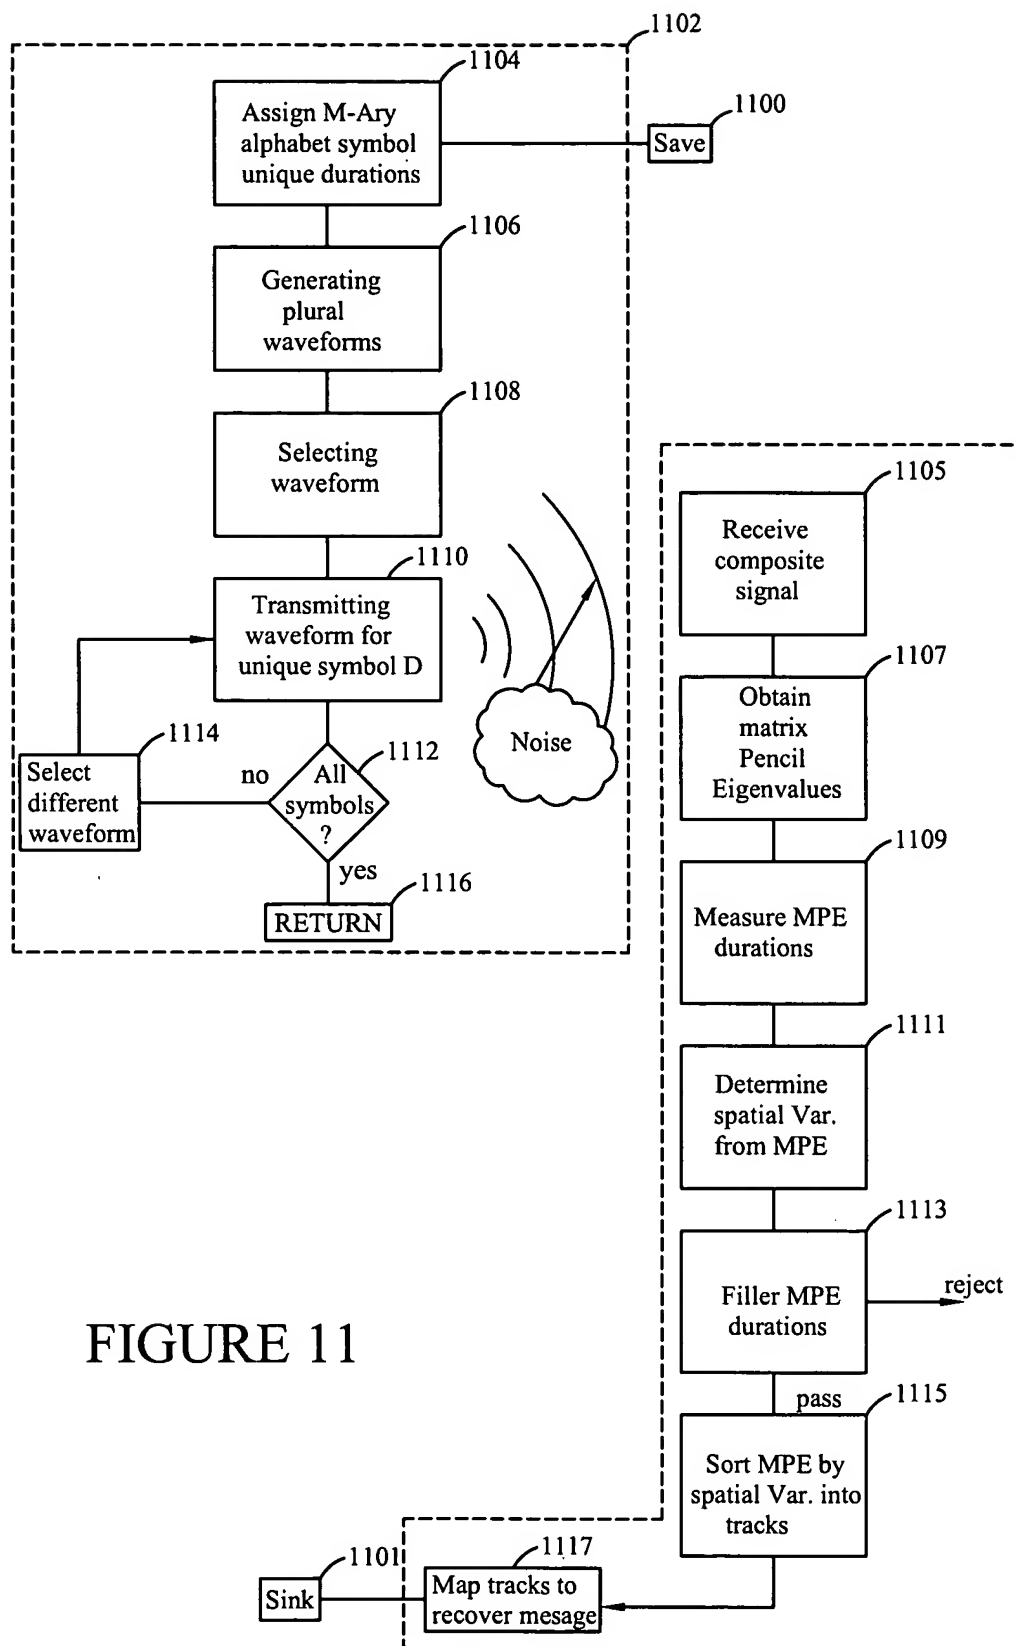 1102
1104
Assign M-Ary
alphabet symbol
unique durations
1100
Save
1106
Generating
plural
waveforms
1108
Selecting
waveform
1110
Transmitting
waveform for
unique symbol D
1114
Select
different
waveform
no
1112
All
symbols
?
yes
1116
RETURN
Noise
1105
Receive
composite
signal
1107
Obtain
matrix
Pencil
Eigenvalues
1109
Measure MPE
durations
1111
Determine
spatial Var.
from MPE
1113
Filler MPE
durations
reject
pass
1115
Sort MPE by
spatial Var. into
tracks
1117
Map tracks to
recover mesage
1101
Sink
FIGURE 11